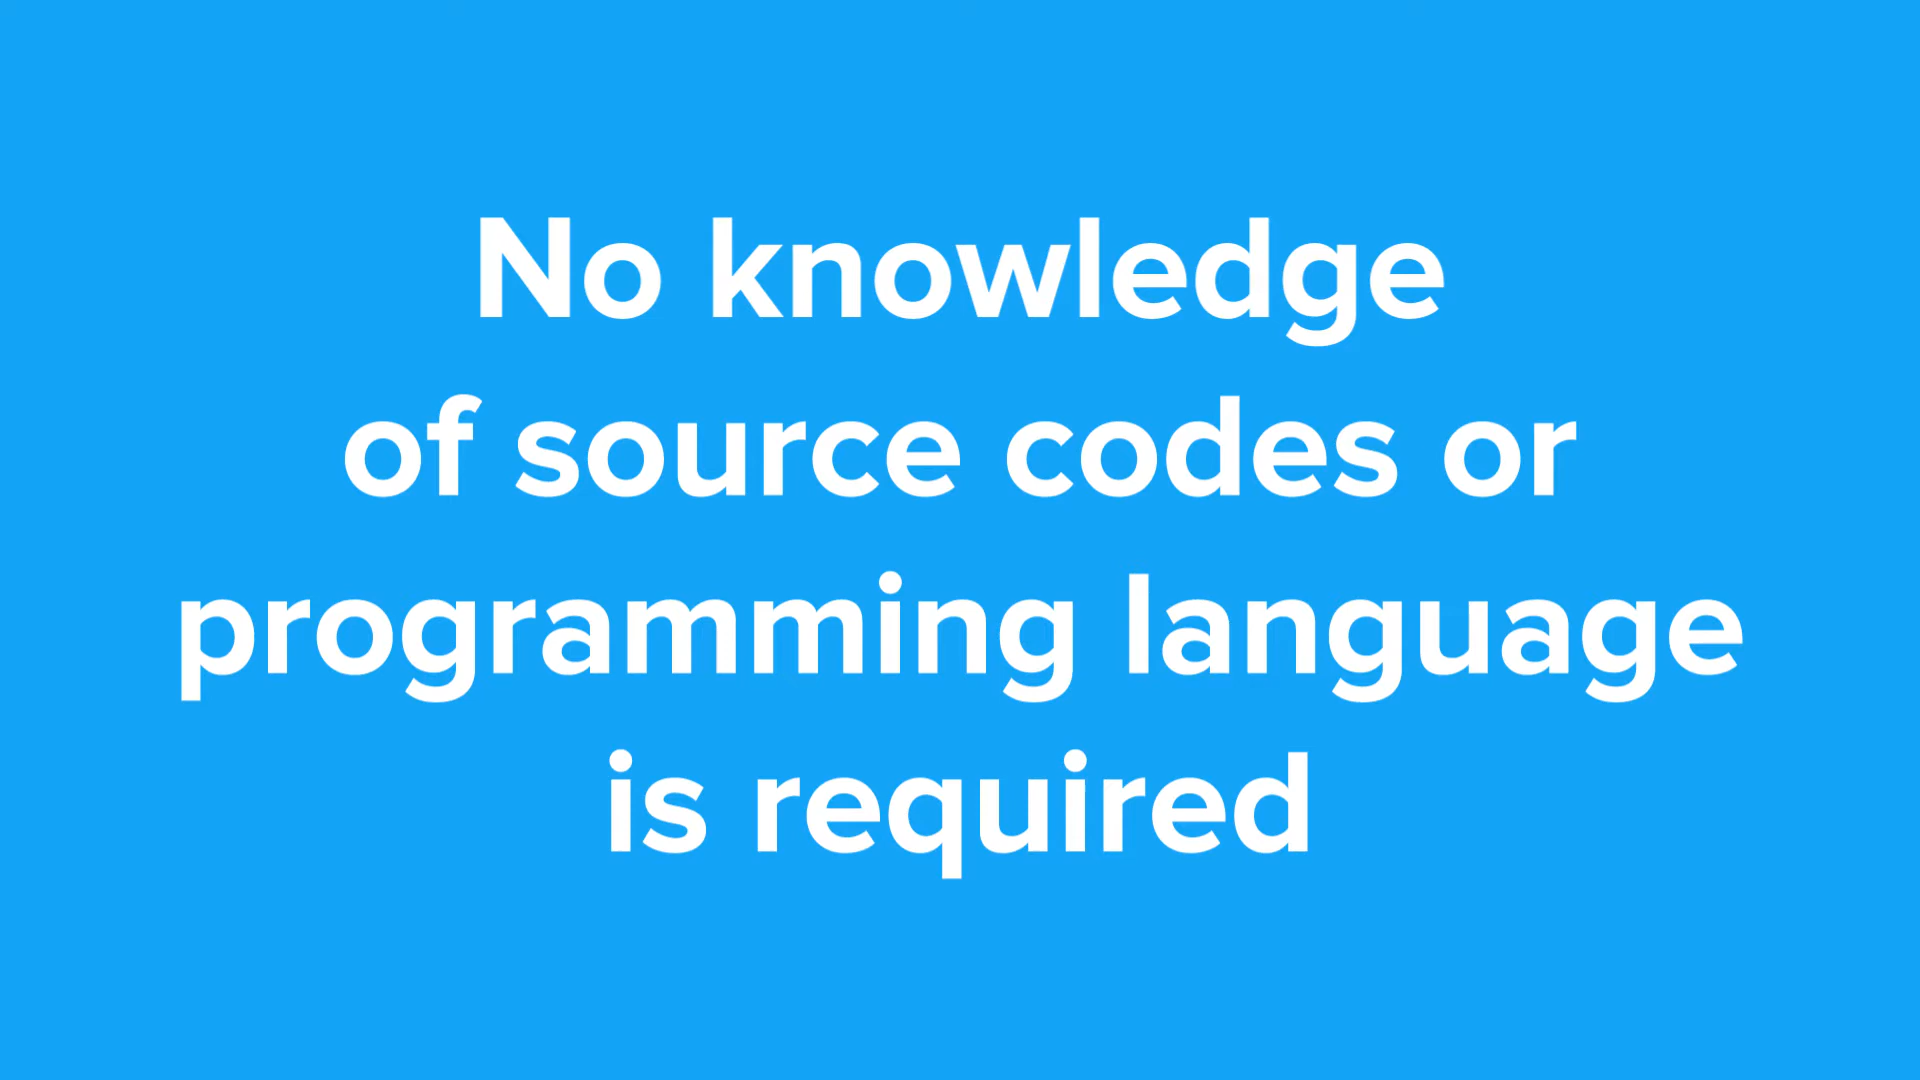 No knowledge
of source codes or
programming language
is required